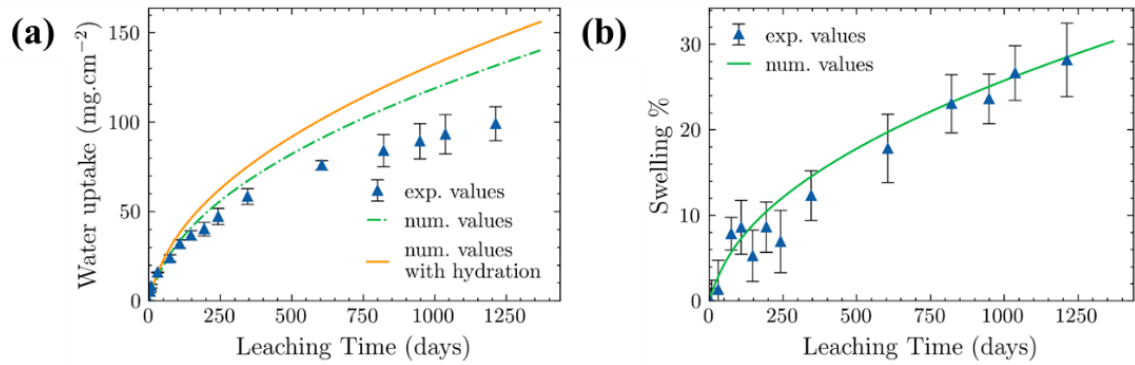 (a)
Water uptake (mg.cm⁻²)
150
100
50
0
exp. values
num. values
num. values
with hydration
0 250 500 750 1000 1250
Leaching Time (days)
(b)
Swelling %
30
20
10
0
exp. values
num. values
0 250 500 750 1000 1250
Leaching Time (days)